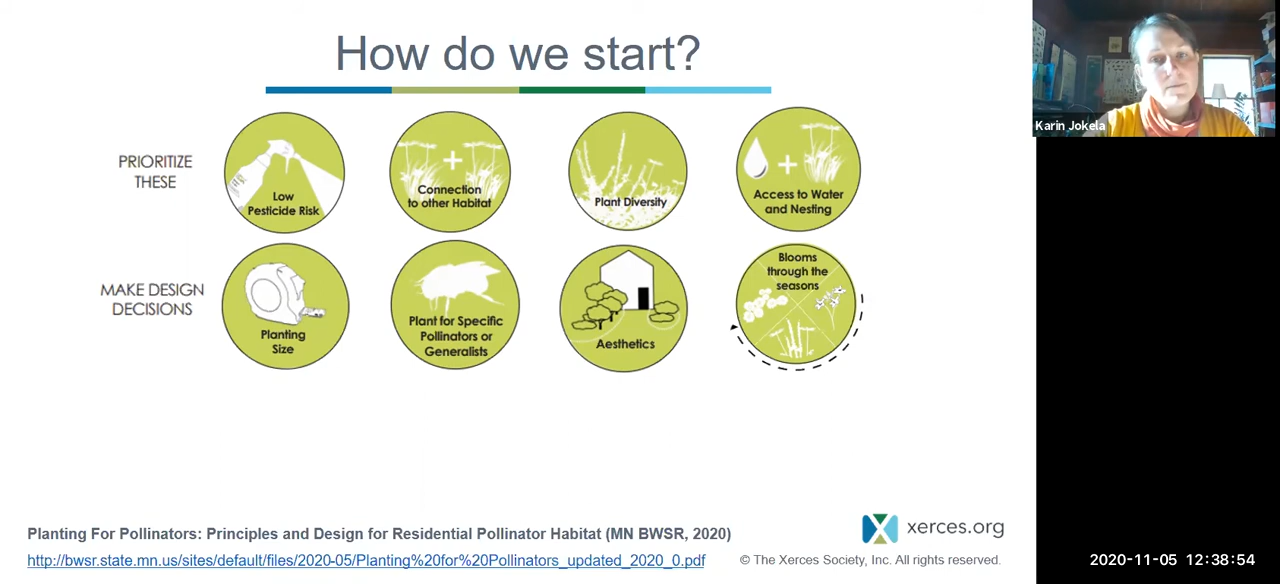 How do we start?
Karin Jokela
PRIORITIZE
THESE
Low
Pesticide Risk
Connection
to other Habitat
Plant Diversity
Access to Water
and Nesting
MAKE DESIGN
DECISIONS
Planting
Size
Plant for Specific
Pollinators or
Generalists
Aesthetics
Blooms
through the
seasons
Planting For Pollinators: Principles and Design for Residential Pollinator Habitat (MN BWSR, 2020)
http://bwsr.state.mn.us/sites/default/files/2020-05/Planting%20for%20Pollinators_updated_2020_0.pdf
xerces.org
© The Xerces Society, Inc. All rights reserved.
2020-11-05 12:38:54